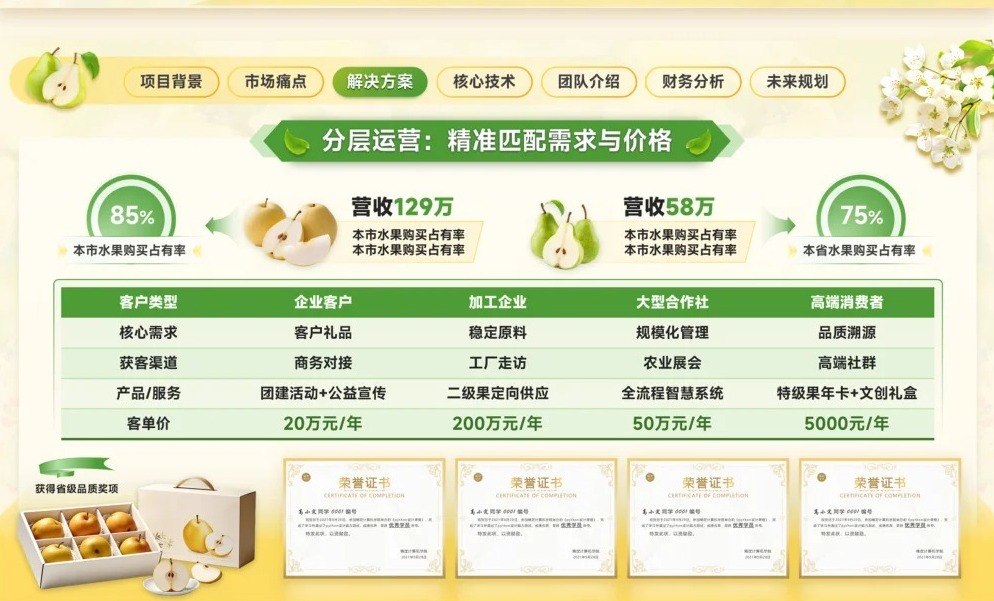 项目背景
市场痛点
解决方案
核心技术
团队介绍
财务分析
未来规划
分层运营：精准匹配需求与价格
85%
本市水果购买占有率
营收129万
本市水果购买占有率
本市水果购买占有率
营收58万
本市水果购买占有率
本市水果购买占有率
75%
本省水果购买占有率
客户类型 企业客户 加工企业 大型合作社 高端消费者
核心需求 客户礼品 稳定原料 规模化管理 品质溯源
获客渠道 商务对接 工厂走访 农业展会 高端社群
产品/服务 团建活动+公益宣传 二级果定向供应 全流程智慧系统 特级果年卡+文创礼盒
客单价 20万元/年 200万元/年 50万元/年 5000元/年
获得省级品质奖项
荣誉证书
CERTIFICATE OF COMPLETION
荣誉证书
CERTIFICATE OF COMPLETION
荣誉证书
CERTIFICATE OF COMPLETION
荣誉证书
CERTIFICATE OF COMPLETION